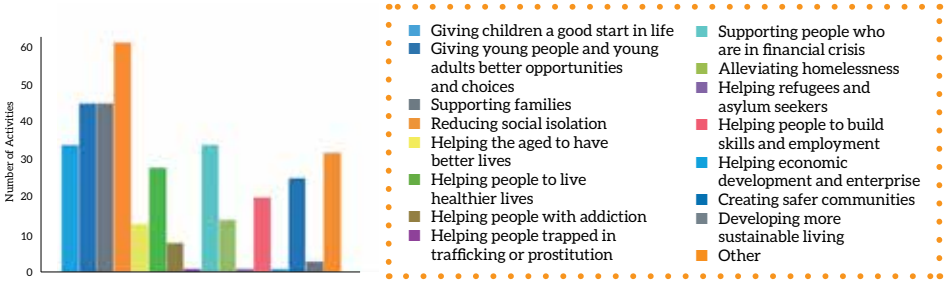 60
50
40
30
20
10
0
Number of Activities
Giving children a good start in life
Giving young people and young
adults better opportunities
and choices
Supporting families
Reducing social isolation
Helping the aged to have
better lives
Helping people to live
healthier lives
Helping people with addiction
Helping people trapped in
trafficking or prostitution
Supporting people who
are in financial crisis
Alleviating homelessness
Helping refugees and
asylum seekers
Helping people to build
skills and employment
Helping economic
development and enterprise
Creating safer communities
Developing more
sustainable living
Other